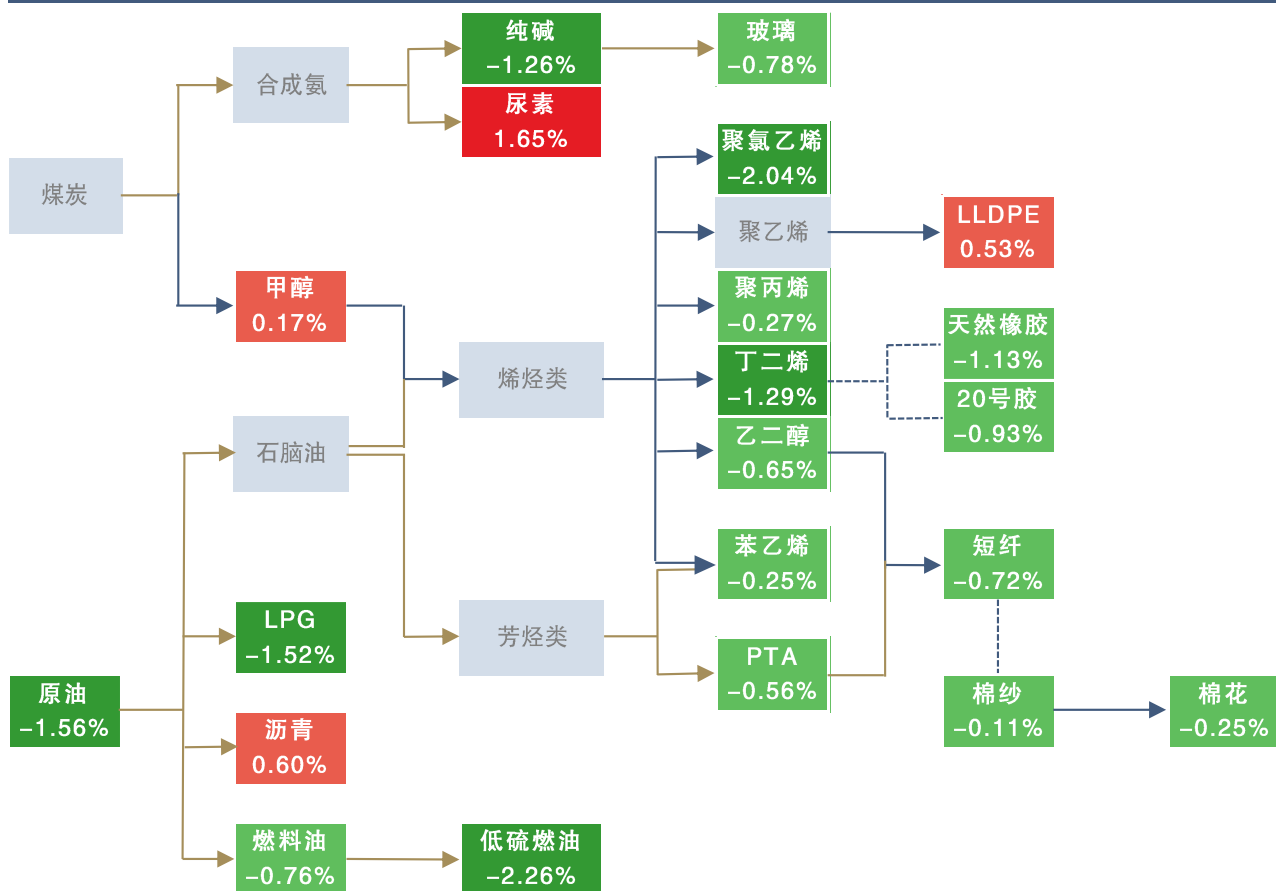 纯碱
-1.26%
玻璃
-0.78%
合成氨
尿素
1.65%
聚氯乙烯
-2.04%
煤炭
聚乙烯
LLDPE
0.53%
甲醇
0.17%
聚丙烯
-0.27%
天然橡胶
-1.13%
烯烃类
丁二烯
-1.29%
20号胶
-0.93%
石脑油
乙二醇
-0.65%
苯乙烯
-0.25%
短纤
-0.72%
LPG
-1.52%
芳烃类
PTA
-0.56%
原油
-1.56%
沥青
0.60%
棉纱
-0.11%
棉花
-0.25%
燃料油
-0.76%
低硫燃油
-2.26%